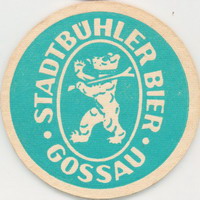 · STADTBÜHLER BIER ·
GOSSAU